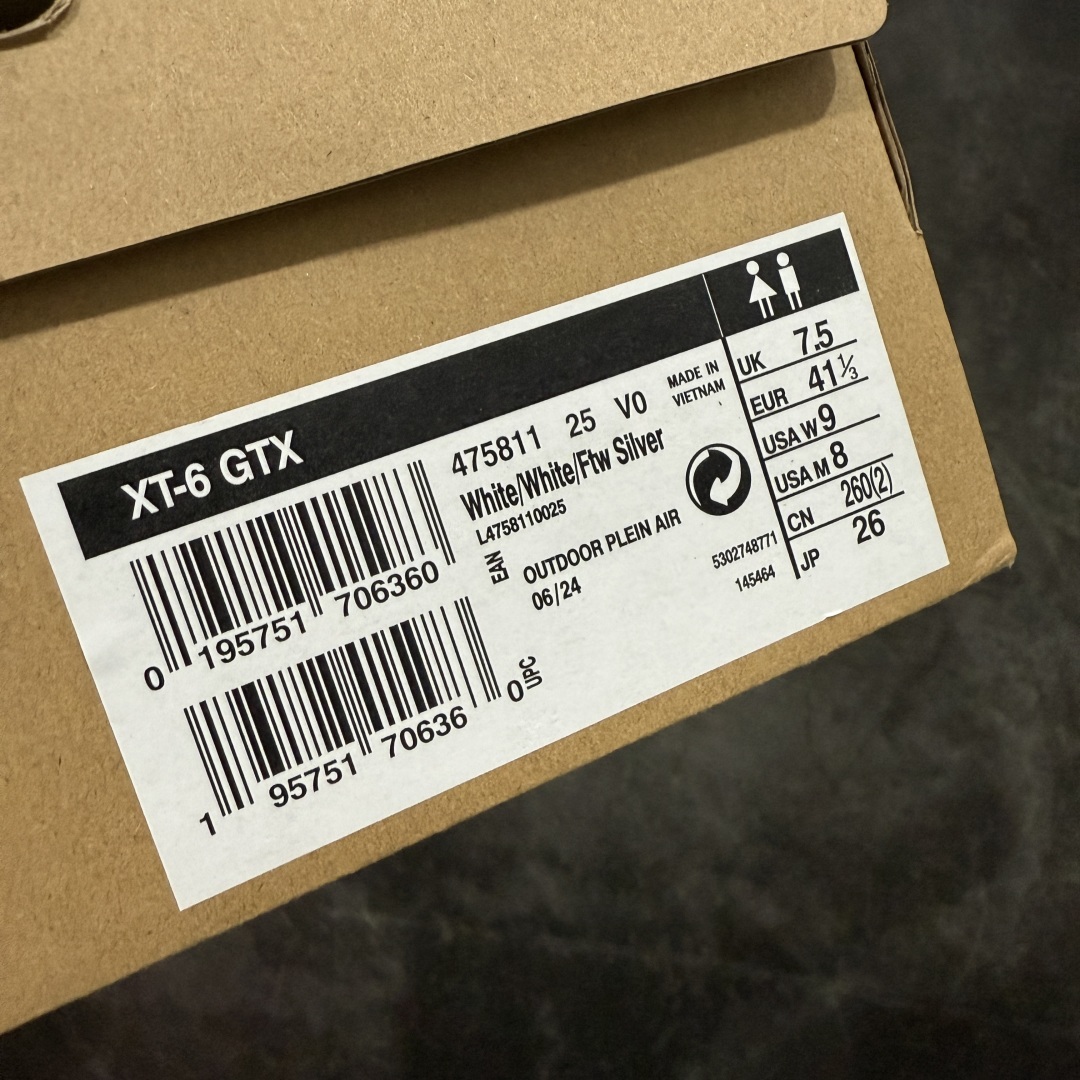 XT-6 GTX
475811 25 V0
MADE IN
VIETNAM
White/White/Ftw Silver
L4758110025
EAN
0 195751 706360
OUTDOOR PLEIN AIR
06/24
5302748771
145464
UPC
1 95751 70636 0
UK 7.5
EUR 41⅓
USA W 9
USA M 8
CN 260(2)
JP 26